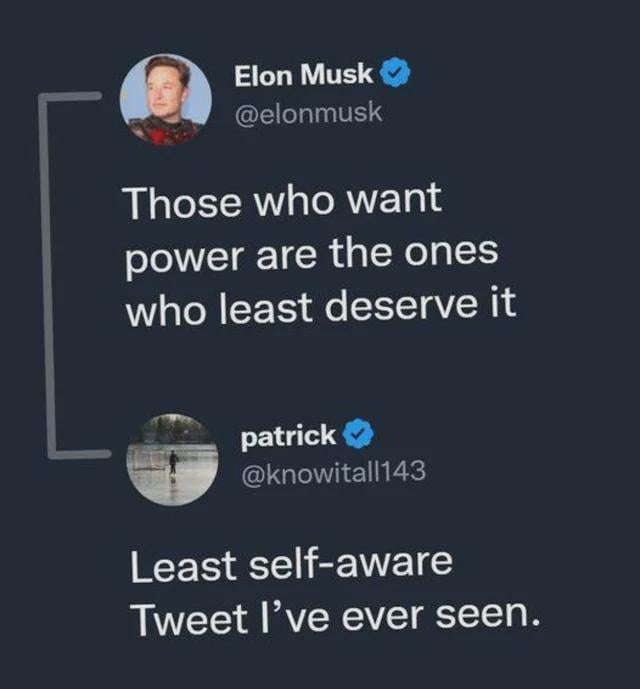 Elon Musk
@elonmusk
Those who want
power are the ones
who least deserve it
patrick
@knowitall143
Least self-aware
Tweet I’ve ever seen.